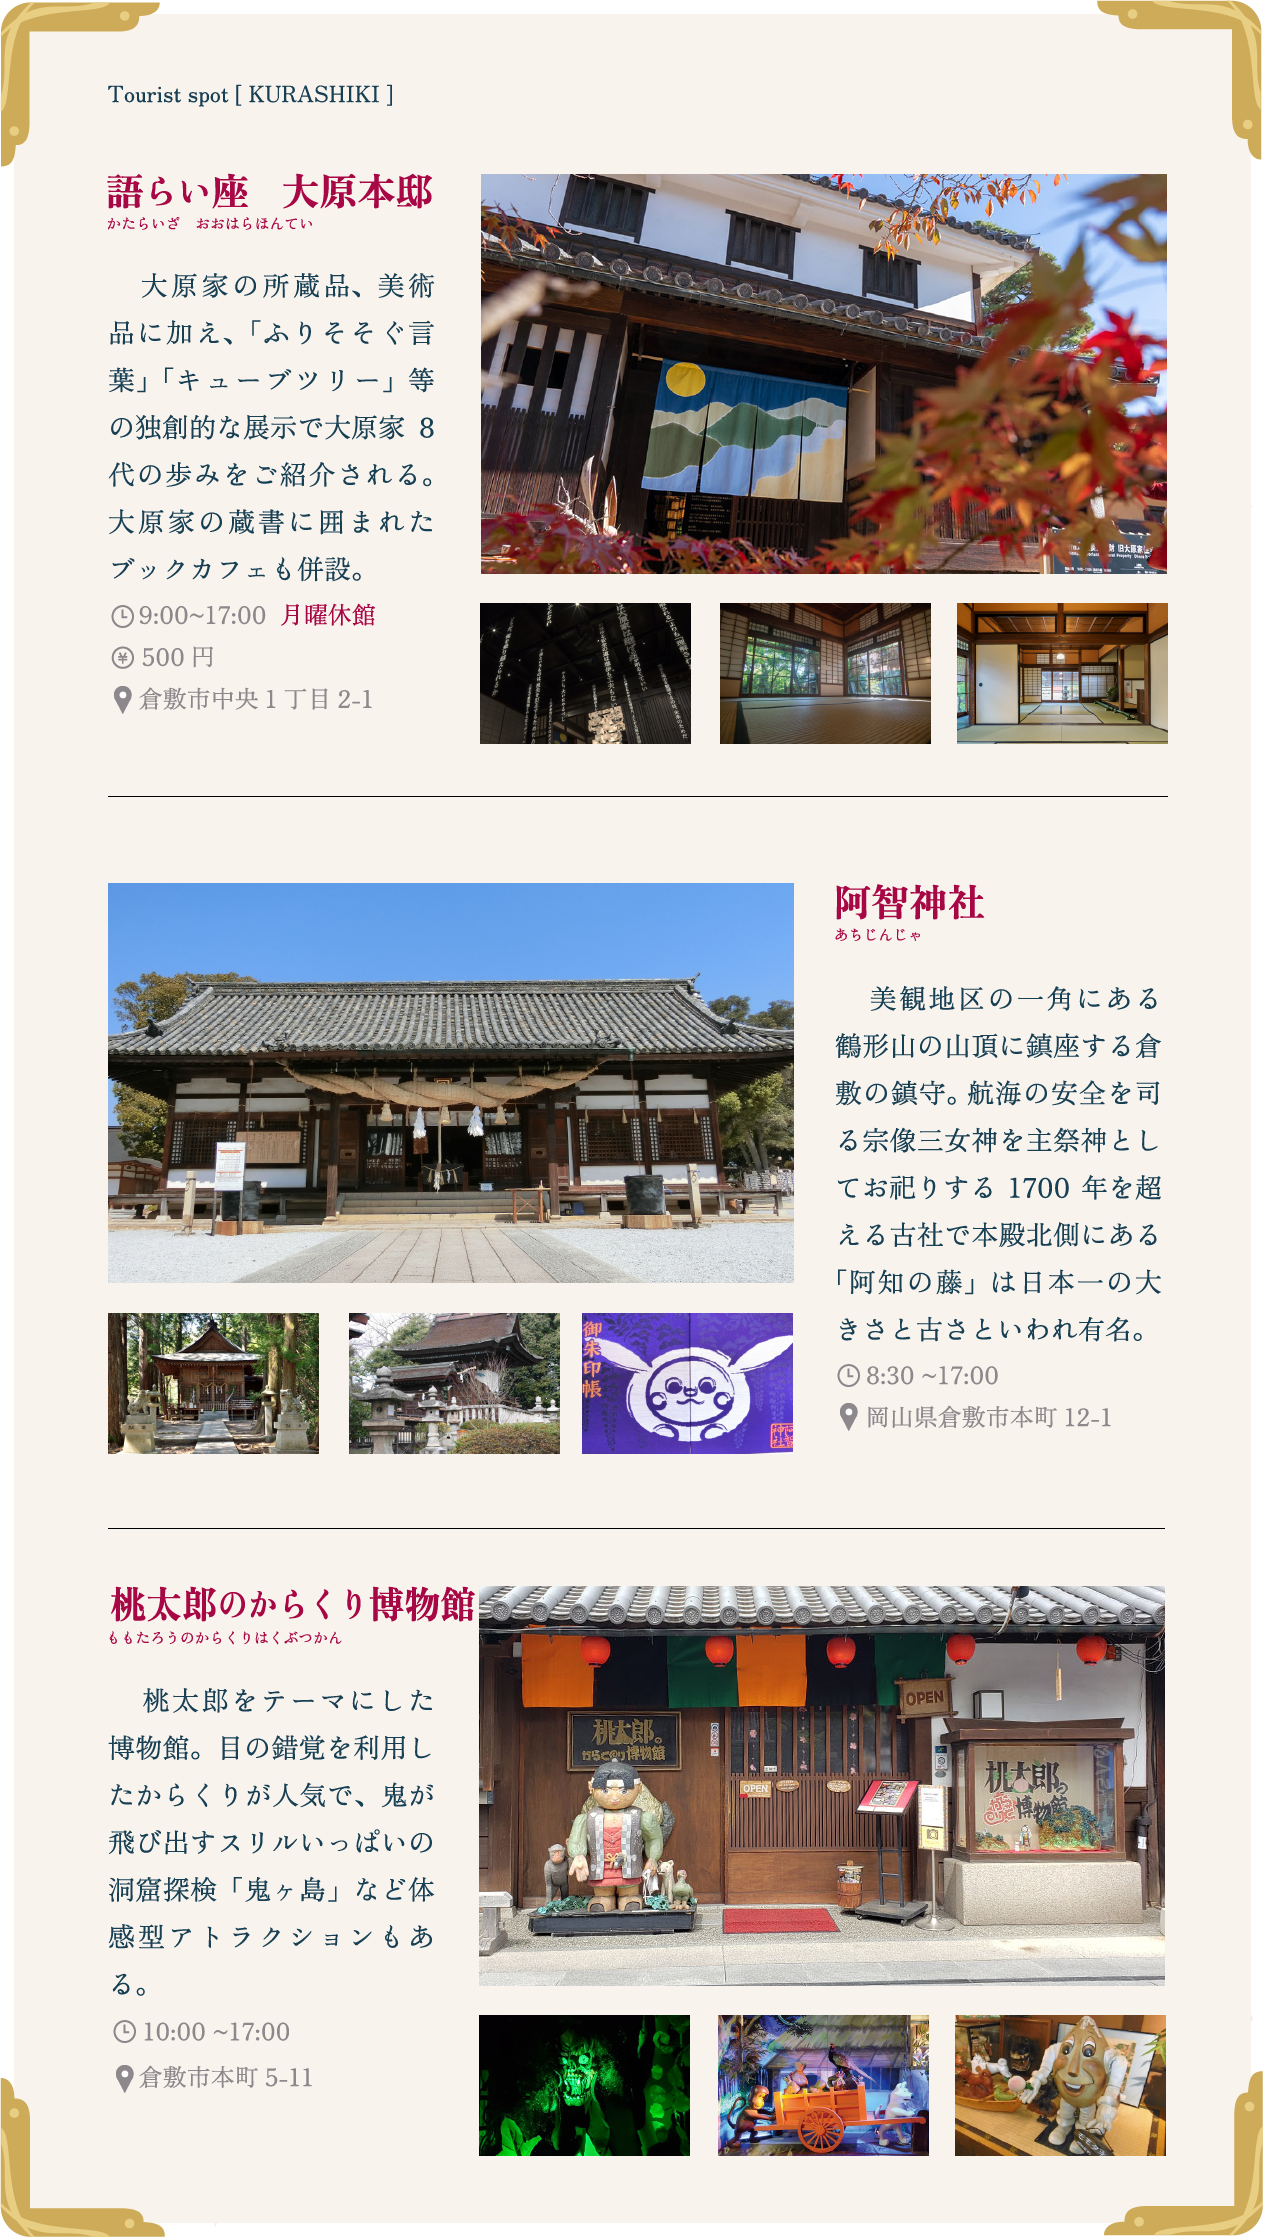 Tourist spot [ KURASHIKI ]
語らい座　大原本邸
かたらいざ　おおはらほんてい
大原家の所蔵品、美術
品に加え、「ふりそそぐ言
葉」「キューブツリー」等
の独創的な展示で大原家 8
代の歩みをご紹介される。
大原家の蔵書に囲まれた
ブックカフェも併設。
9:00~17:00 月曜休館
500 円
倉敷市中央 1 丁目 2-1
阿智神社
あちじんじゃ
美観地区の一角にある
鶴形山の山頂に鎮座する倉
敷の鎮守。航海の安全を司
る宗像三女神を主祭神とし
てお祀りする 1700 年を超
える古社で本殿北側にある
「阿知の藤」は日本一の大
きさと古さといわれ有名。
8:30 ~17:00
岡山県倉敷市本町 12-1
御朱印帳
桃太郎のからくり博物館
ももたろうのからくりはくぶつかん
桃太郎をテーマにした
博物館。目の錯覚を利用し
たからくりが人気で、鬼が
飛び出すスリルいっぱいの
洞窟探検「鬼ヶ島」など体
感型アトラクションもあ
る。
10:00 ~17:00
倉敷市本町 5-11
OPEN
桃太郎。
からくり博物館
OPEN
桃太郎の
からくり
博物館